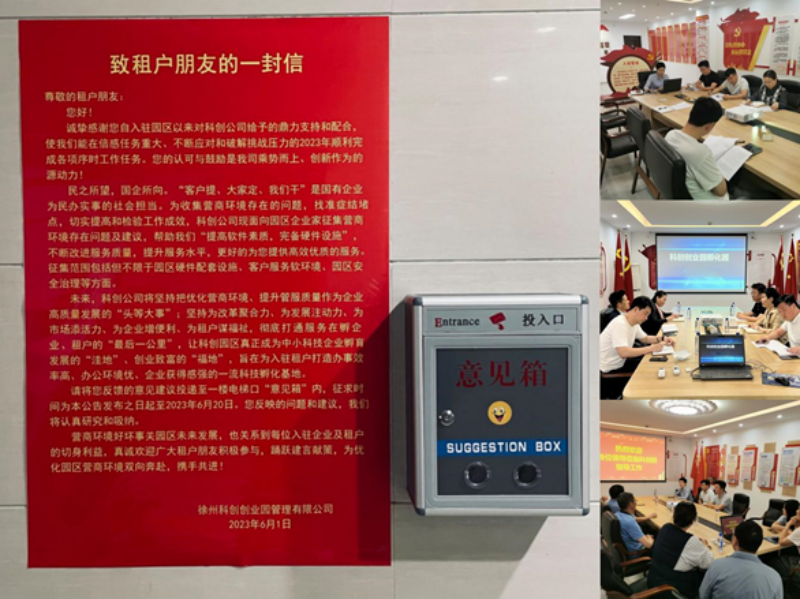 致租户朋友的一封信
尊敬的租户朋友：
您好！
诚挚感谢您自入驻园区以来对科创公司给予的鼎力支持和配合，
使我们能在倍感任务重大、不断应对和破解挑战压力的2023年顺利完
成各项序时工作任务。您的认可与鼓励是我司乘势而上、创新作为的
源动力！
民之所望，国企所向。“客户提、大家定、我们干”是国有企业
为民办实事的社会担当。为收集营商环境存在的问题，找准症结堵
点，切实提高和检验工作成效，科创公司现面向园区企业家征集营商
环境存在问题及建议，帮助我们“提高软件素质，完备硬件设施”，
不断改进服务质量，提升服务水平，更好的为您提供高效优质的服务。
征集范围包括但不限于园区硬件配套设施、客户服务软环境、园区安
全治理等方面。
未来，科创公司将坚持把优化营商环境、提升管服质量作为企业
高质量发展的“头等大事”；坚持为改革聚合力、为发展注动力、为
市场添活力、为企业增便利、为租户谋福祉，彻底打通服务在孵企
业、租户的“最后一公里”，让科创园区真正成为中小科技企业孵育
发展的“洼地”、创业致富的“福地”，旨在为入驻租户打造办事效
率高、办公环境优、企业获得感强的一流科技孵化基地。
请将您反馈的意见建议投递至一楼电梯口“意见箱”内，征求时
间为本公告发布之日起至2023年6月20日。您反映的问题和建议，我们
将认真研究和吸纳。
营商环境好坏事关园区未来发展，也关系到每位入驻企业及租户
的切身利益，真诚欢迎广大租户朋友积极参与，踊跃建言献策，为优
化园区营商环境双向奔赴，携手共进！
徐州科创创业园管理有限公司
2023年6月1日
Entrance 投入口
意见箱
SUGGESTION BOX
科创创业园孵化器